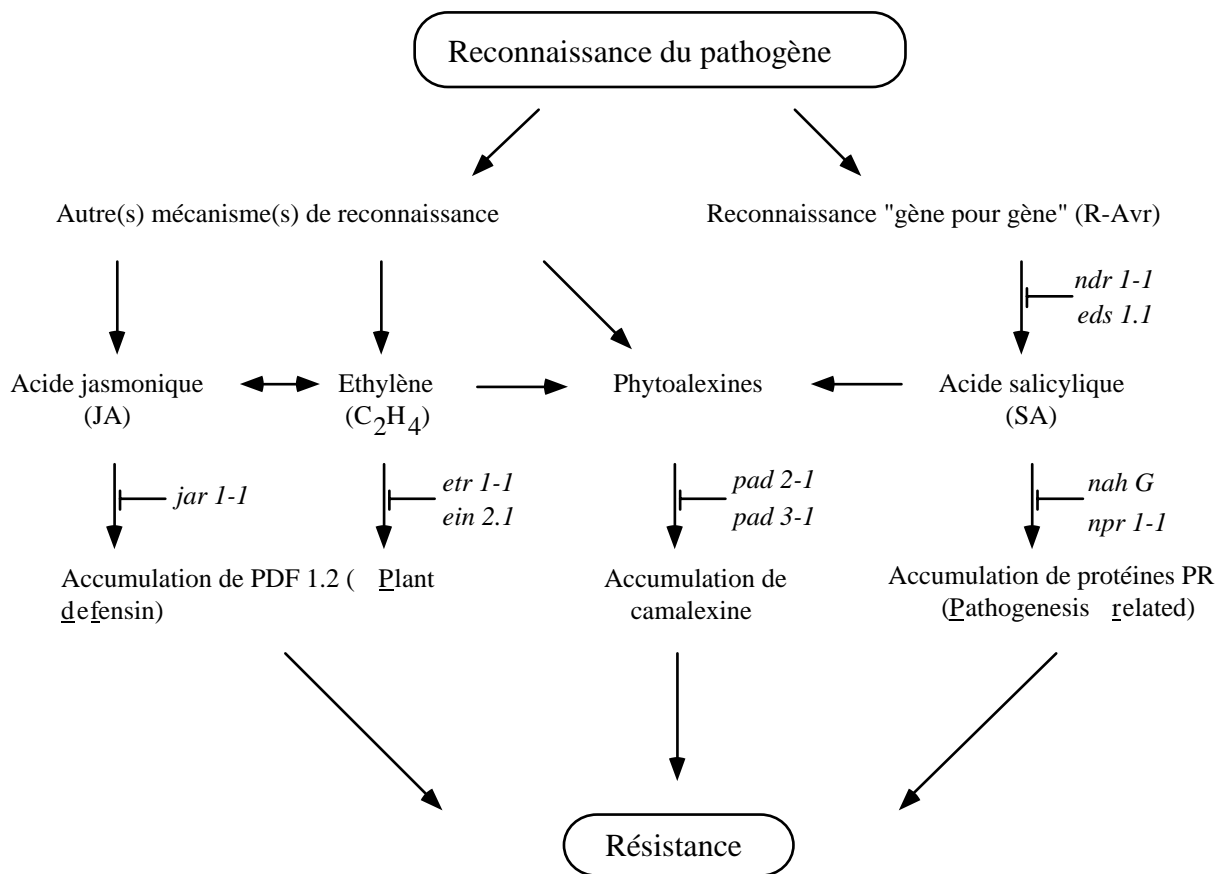 Reconnaissance du pathogène
Autre(s) mécanisme(s) de reconnaissance
Reconnaissance "gène pour gène" (R-Avr)
ndr 1-1
eds 1.1
Acide jasmonique
(JA)
Ethylène
(C2H4)
Phytoalexines
Acide salicylique
(SA)
jar 1-1
etr 1-1
ein 2.1
pad 2-1
pad 3-1
nah G
npr 1-1
Accumulation de PDF 1.2 ( Plant
defensin)
Accumulation de
camalexine
Accumulation de protéines PR
(Pathogenesis related)
Résistance